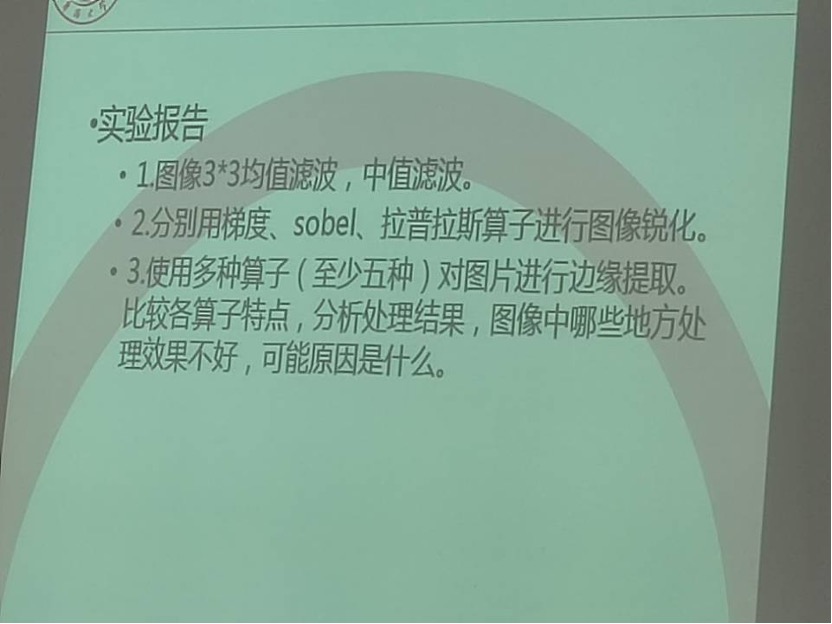 •实验报告
• 1.图像3*3均值滤波，中值滤波。
• 2.分别用梯度、sobel、拉普拉斯算子进行图像锐化。
• 3.使用多种算子（至少五种）对图片进行边缘提取。
比较各算子特点，分析处理结果，图像中哪些地方处
理效果不好，可能原因是什么。